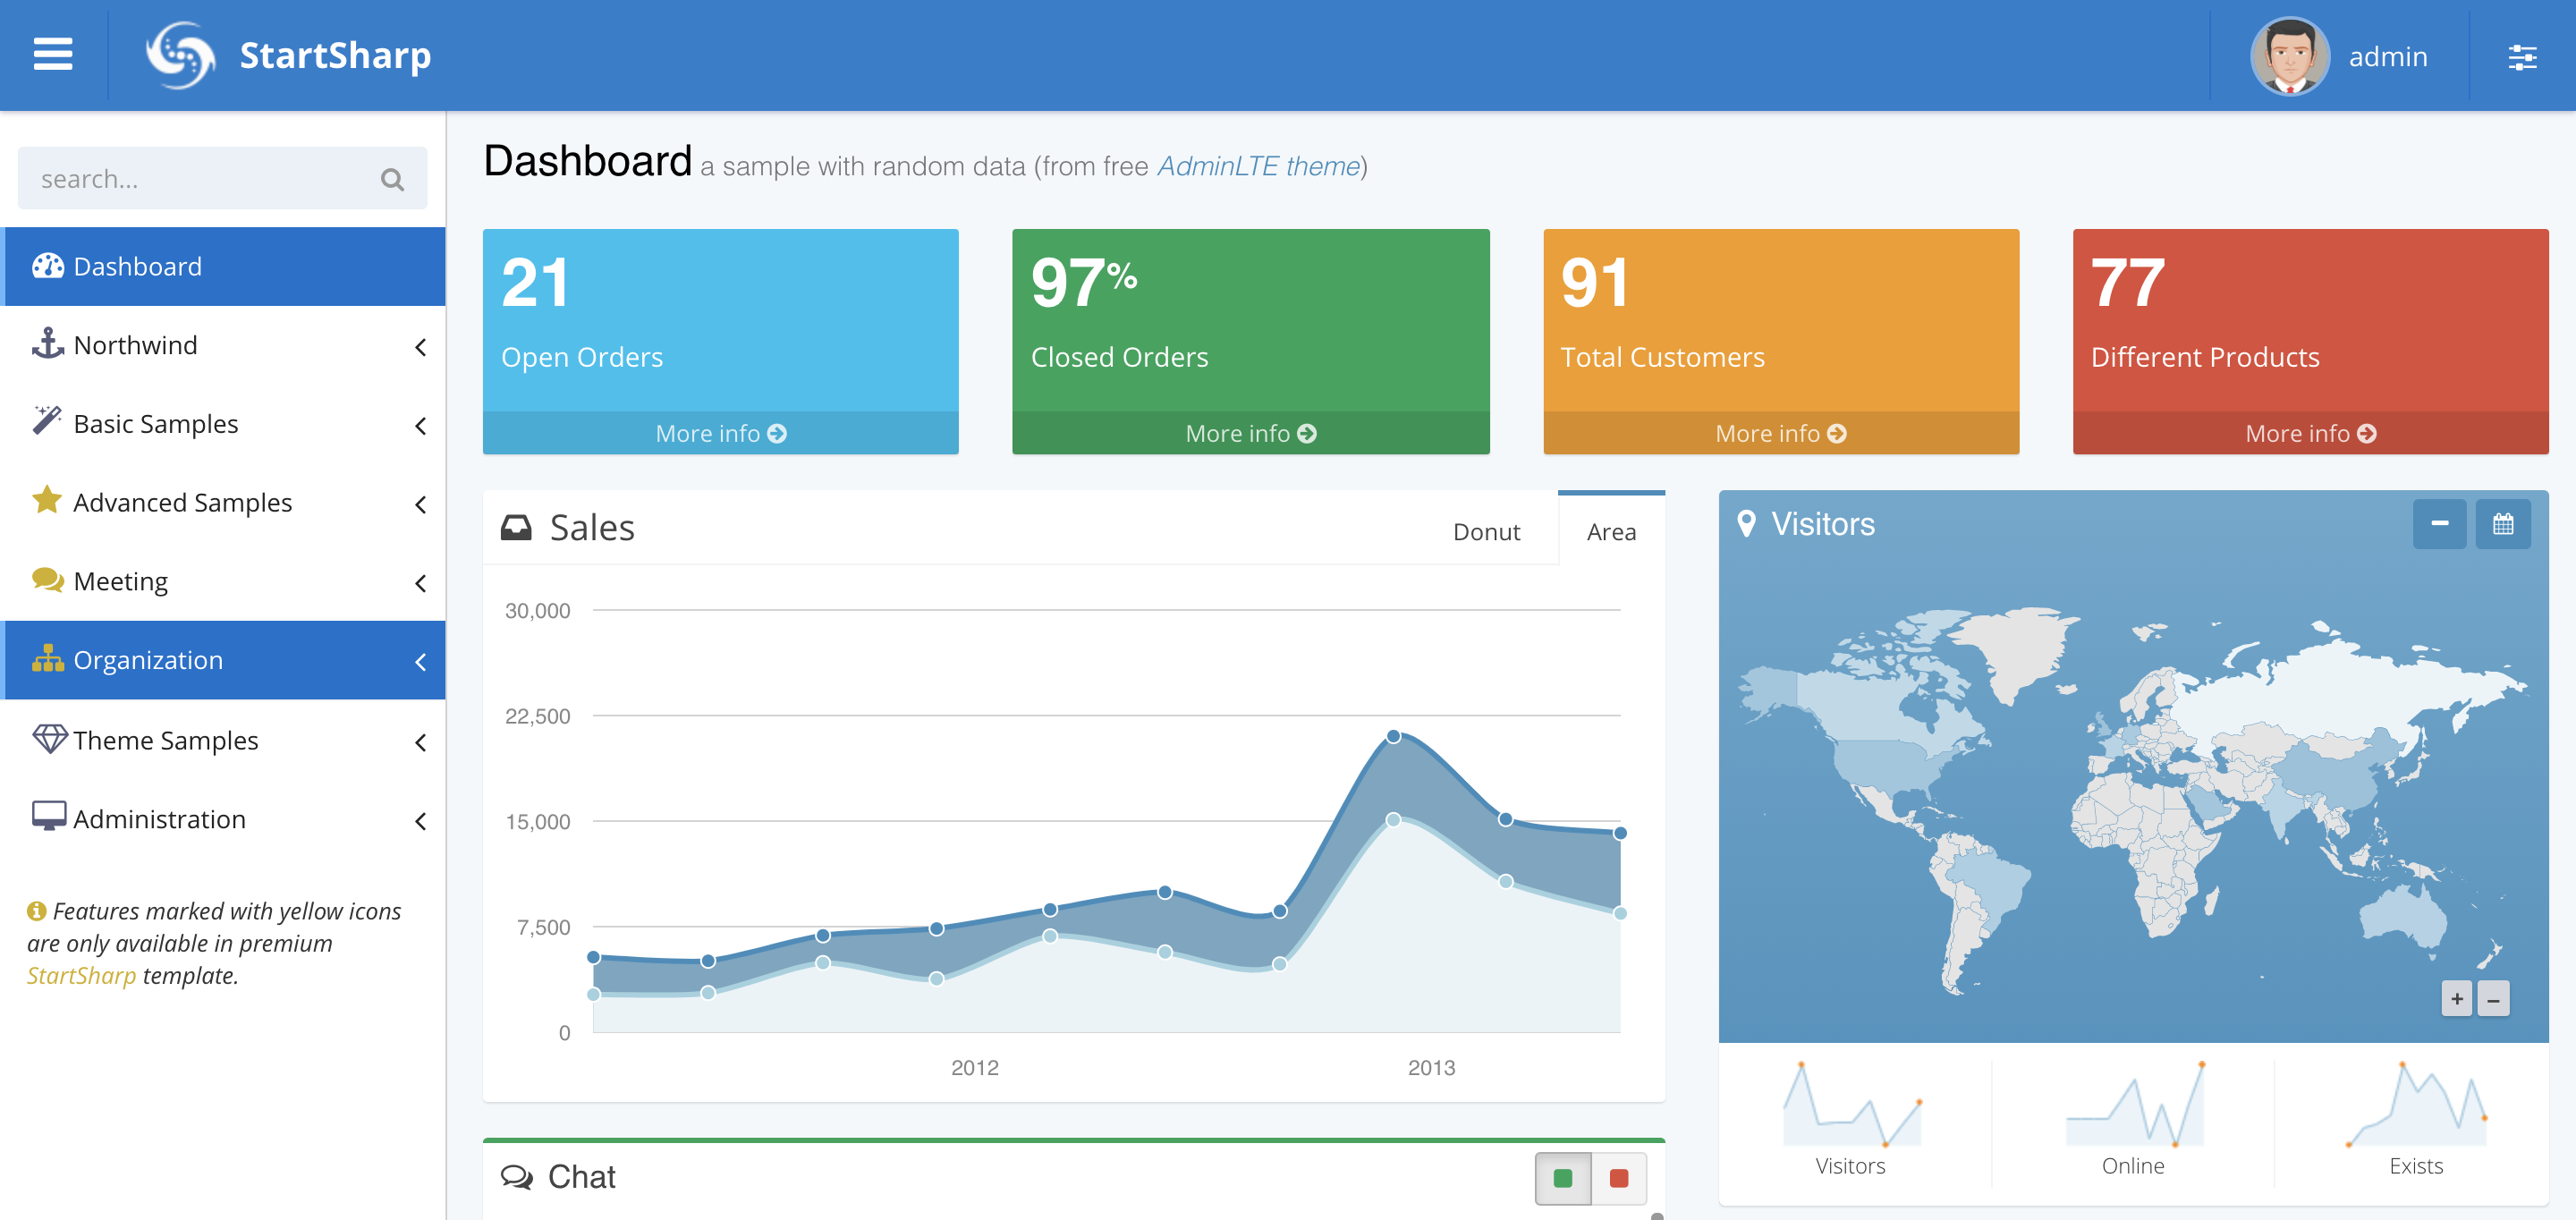 StartSharp
admin
search...
Dashboard
Northwind
Basic Samples
Advanced Samples
Meeting
Organization
Theme Samples
Administration
Features marked with yellow icons
are only available in premium
StartSharp template.
Dashboard a sample with random data (from free AdminLTE theme)
21
Open Orders
More info
97%
Closed Orders
More info
91
Total Customers
More info
77
Different Products
More info
Sales
Donut
Area
30,000
22,500
15,000
7,500
0
2012
2013
Visitors
+
−
Visitors
Online
Exists
Chat